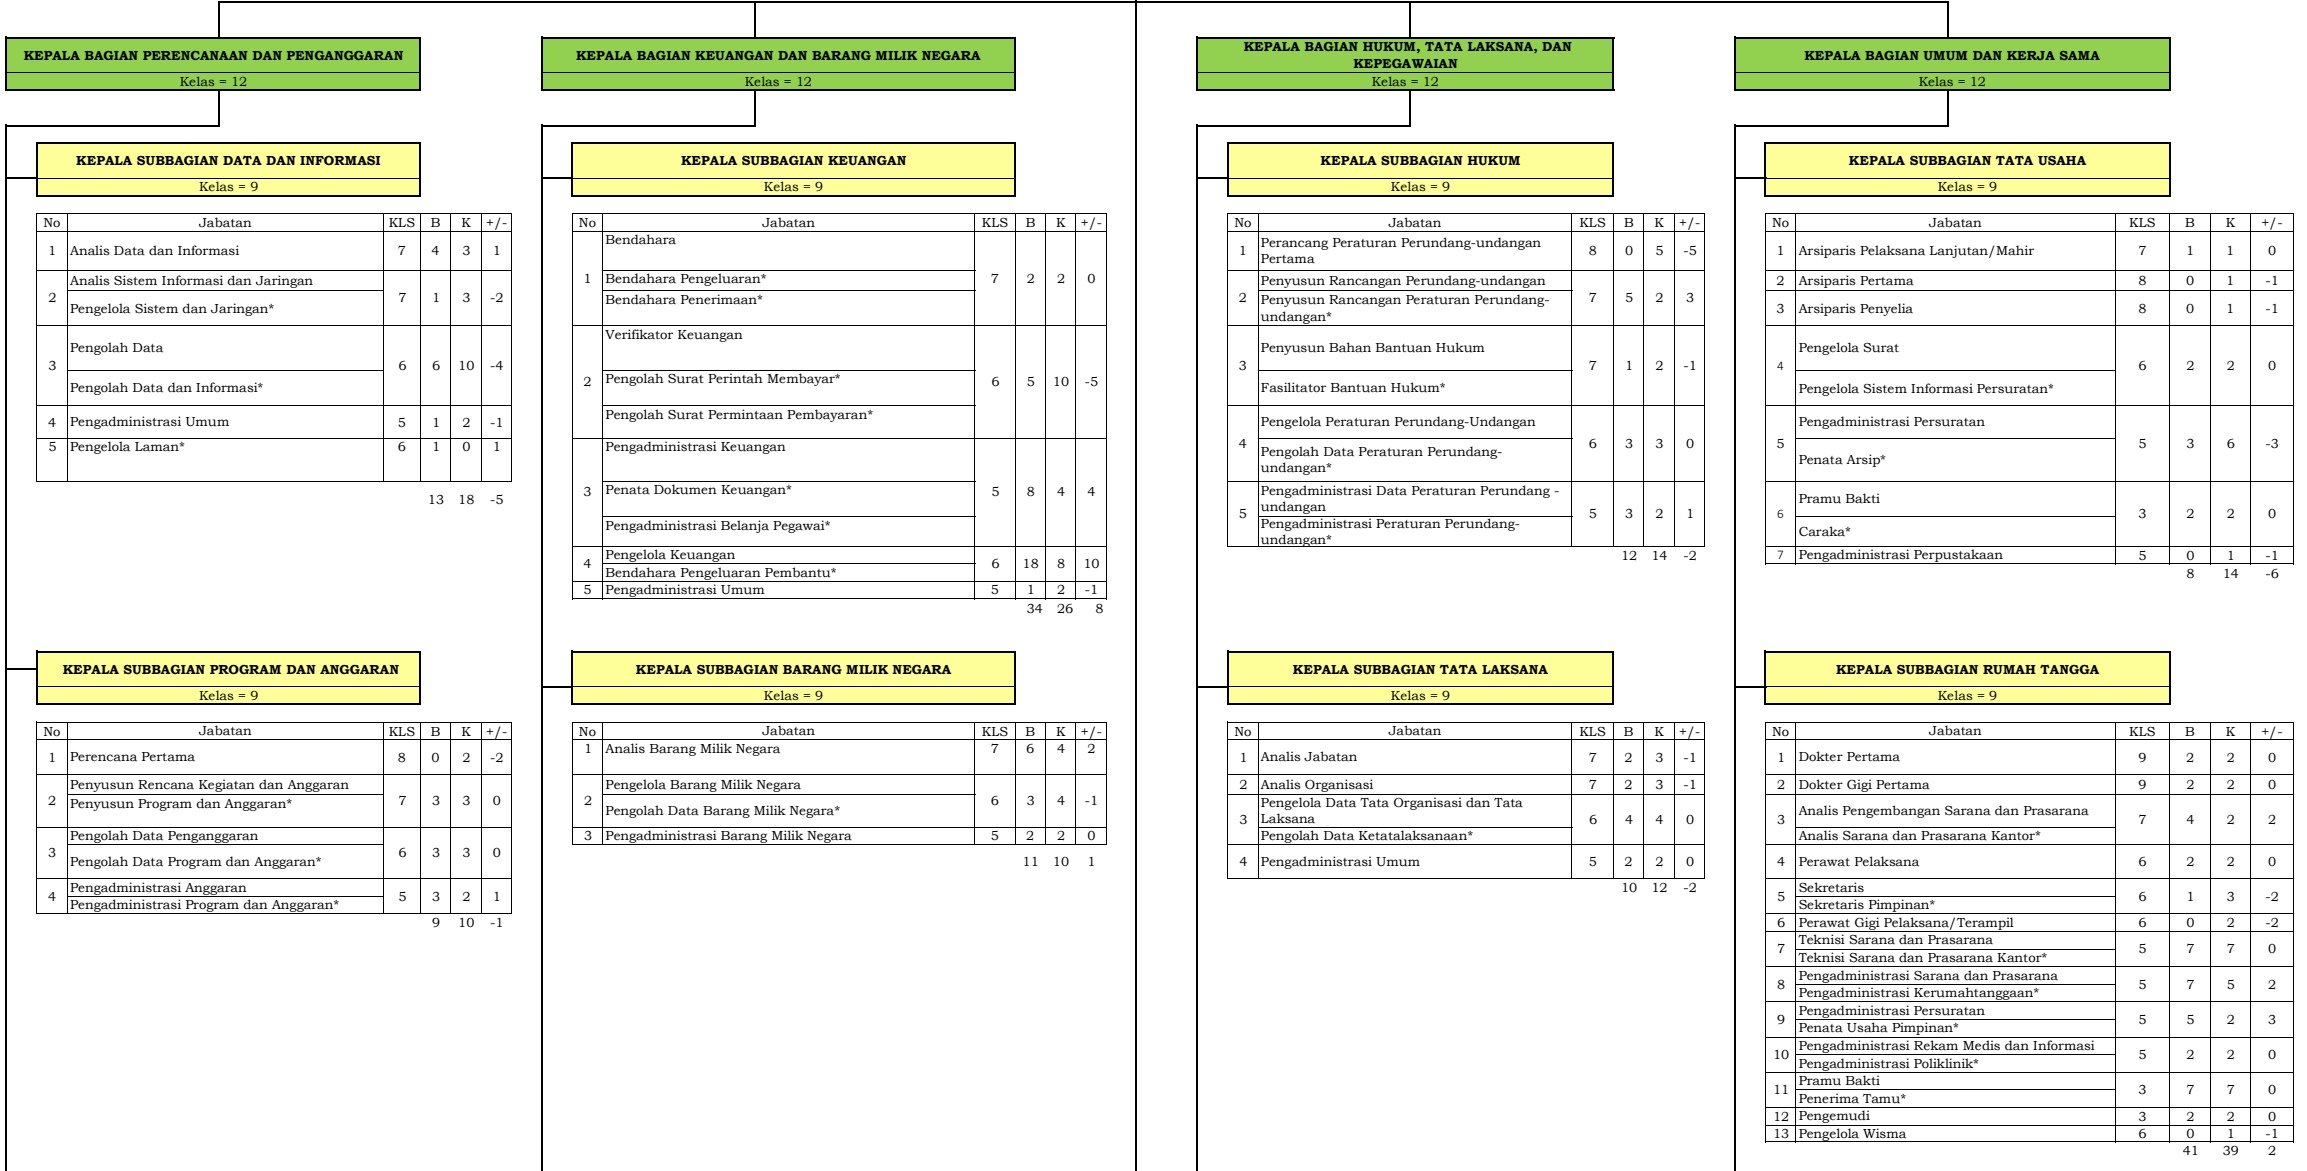 KEPALA BAGIAN PERENCANAAN DAN PENGANGGARAN
Kelas = 12
KEPALA BAGIAN KEUANGAN DAN BARANG MILIK NEGARA
Kelas = 12
KEPALA BAGIAN HUKUM, TATA LAKSANA, DAN
KEPEGAWAIAN
Kelas = 12
KEPALA BAGIAN UMUM DAN KERJA SAMA
Kelas = 12
KEPALA SUBBAGIAN DATA DAN INFORMASI
Kelas = 9
No Jabatan KLS B K +/-
1 Analis Data dan Informasi 7 4 3 1
Analis Sistem Informasi dan Jaringan
2 7 1 3 -2
Pengelola Sistem dan Jaringan*
Pengolah Data
3 6 6 10 -4
Pengolah Data dan Informasi*
4 Pengadministrasi Umum 5 1 2 -1
5 Pengelola Laman* 6 1 0 1
13 18 -5
KEPALA SUBBAGIAN KEUANGAN
Kelas = 9
No Jabatan KLS B K +/-
Bendahara
1 Bendahara Pengeluaran* 7 2 2 0
Bendahara Penerimaan*
Verifikator Keuangan
2 Pengolah Surat Perintah Membayar* 6 5 10 -5
Pengolah Surat Permintaan Pembayaran*
Pengadministrasi Keuangan
3 Penata Dokumen Keuangan* 5 8 4 4
Pengadministrasi Belanja Pegawai*
Pengelola Keuangan
4 6 18 8 10
Bendahara Pengeluaran Pembantu*
5 Pengadministrasi Umum 5 1 2 -1
34 26 8
KEPALA SUBBAGIAN HUKUM
Kelas = 9
No Jabatan KLS B K +/-
1 Perancang Peraturan Perundang-undangan
Pertama 8 0 5 -5
Penyusun Rancangan Perundang-undangan
2 7 5 2 3
Penyusun Rancangan Peraturan Perundang-
undangan*
Penyusun Bahan Bantuan Hukum
3 7 1 2 -1
Fasilitator Bantuan Hukum*
Pengelola Peraturan Perundang-Undangan
4 6 3 3 0
Pengolah Data Peraturan Perundang-
undangan*
Pengadministrasi Data Peraturan Perundang -
undangan
5 5 3 2 1
Pengadministrasi Peraturan Perundang-
undangan*
12 14 -2
KEPALA SUBBAGIAN TATA USAHA
Kelas = 9
No Jabatan KLS B K +/-
1 Arsiparis Pelaksana Lanjutan/Mahir 7 1 1 0
2 Arsiparis Pertama 8 0 1 -1
3 Arsiparis Penyelia 8 0 1 -1
Pengelola Surat
4 6 2 2 0
Pengelola Sistem Informasi Persuratan*
Pengadministrasi Persuratan
5 5 3 6 -3
Penata Arsip*
Pramu Bakti
6 3 2 2 0
Caraka*
7 Pengadministrasi Perpustakaan 5 0 1 -1
8 14 -6
KEPALA SUBBAGIAN PROGRAM DAN ANGGARAN
Kelas = 9
No Jabatan KLS B K +/-
1 Perencana Pertama 8 0 2 -2
Penyusun Rencana Kegiatan dan Anggaran
2 7 3 3 0
Penyusun Program dan Anggaran*
Pengolah Data Penganggaran
3 6 3 3 0
Pengolah Data Program dan Anggaran*
Pengadministrasi Anggaran
4 5 3 2 1
Pengadministrasi Program dan Anggaran*
9 10 -1
KEPALA SUBBAGIAN BARANG MILIK NEGARA
Kelas = 9
No Jabatan KLS B K +/-
1 Analis Barang Milik Negara 7 6 4 2
Pengelola Barang Milik Negara
2 6 3 4 -1
Pengolah Data Barang Milik Negara*
3 Pengadministrasi Barang Milik Negara 5 2 2 0
11 10 1
KEPALA SUBBAGIAN TATA LAKSANA
Kelas = 9
No Jabatan KLS B K +/-
1 Analis Jabatan 7 2 3 -1
2 Analis Organisasi 7 2 3 -1
Pengelola Data Tata Organisasi dan Tata
3 Laksana 6 4 4 0
Pengolah Data Ketatalaksanaan*
4 Pengadministrasi Umum 5 2 2 0
10 12 -2
KEPALA SUBBAGIAN RUMAH TANGGA
Kelas = 9
No Jabatan KLS B K +/-
1 Dokter Pertama 9 2 2 0
2 Dokter Gigi Pertama 9 2 2 0
Analis Pengembangan Sarana dan Prasarana
3 7 4 2 2
Analis Sarana dan Prasarana Kantor*
4 Perawat Pelaksana 6 2 2 0
Sekretaris
5 6 1 3 -2
Sekretaris Pimpinan*
6 Perawat Gigi Pelaksana/Terampil 6 0 2 -2
Teknisi Sarana dan Prasarana
7 5 7 7 0
Teknisi Sarana dan Prasarana Kantor*
Pengadministrasi Sarana dan Prasarana
8 5 7 5 2
Pengadministrasi Kerumahtanggaan*
Pengadministrasi Persuratan
9 5 5 2 3
Penata Usaha Pimpinan*
Pengadministrasi Rekam Medis dan Informasi
10 5 2 2 0
Pengadministrasi Poliklinik*
Pramu Bakti
11 3 7 7 0
Penerima Tamu*
12 Pengemudi 3 2 2 0
13 Pengelola Wisma 6 0 1 -1
41 39 2